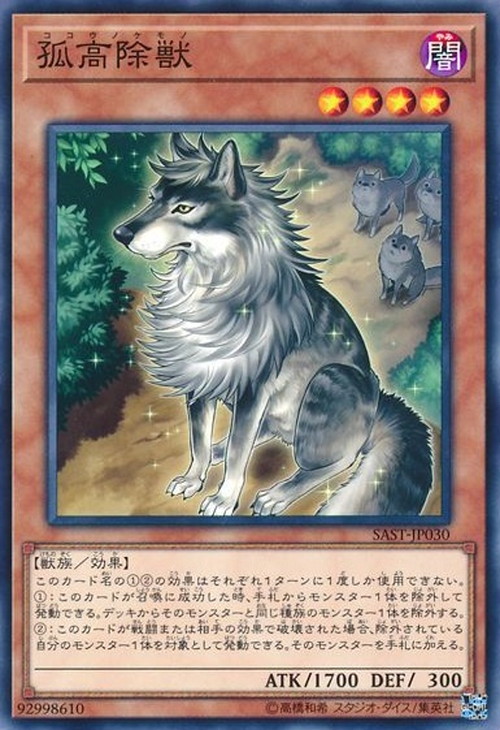 ココウノケモノ
孤高除獣
やみ
闇
SAST-JP030
【獣族／効果】
このカード名の①②の効果はそれぞれ1ターンに1度しか使用できない。
①：このカードが召喚に成功した時、手札からモンスター1体を除外して
発動できる。デッキからそのモンスターと同じ種族のモンスター1体を除外する。
②：このカードが戦闘または相手の効果で破壊された場合、除外されている
自分のモンスター1体を対象として発動できる。そのモンスターを手札に加える。
ATK/1700 DEF/ 300
92998610
©高橋和希 スタジオ・ダイス/集英社